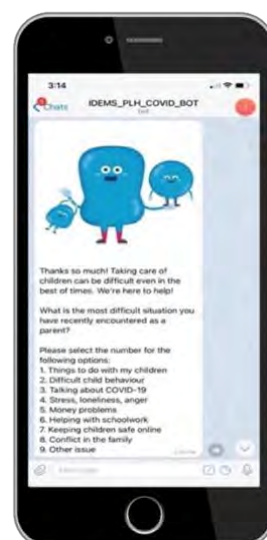 3:14
Chats
IDEMS_PLH_COVID_BOT
bot
Thanks so much! Taking care of
children can be difficult even in the
best of times. We're here to help!
What is the most difficult situation you
have recently encountered as a
parent?
Please select the number for the
following options:
1. Things to do with my children
2. Difficult child behaviour
3. Talking about COVID-19
4. Stress, loneliness, anger
5. Money problems
6. Helping with schoolwork
7. Keeping children safe online
8. Conflict in the family
9. Other issue
Message